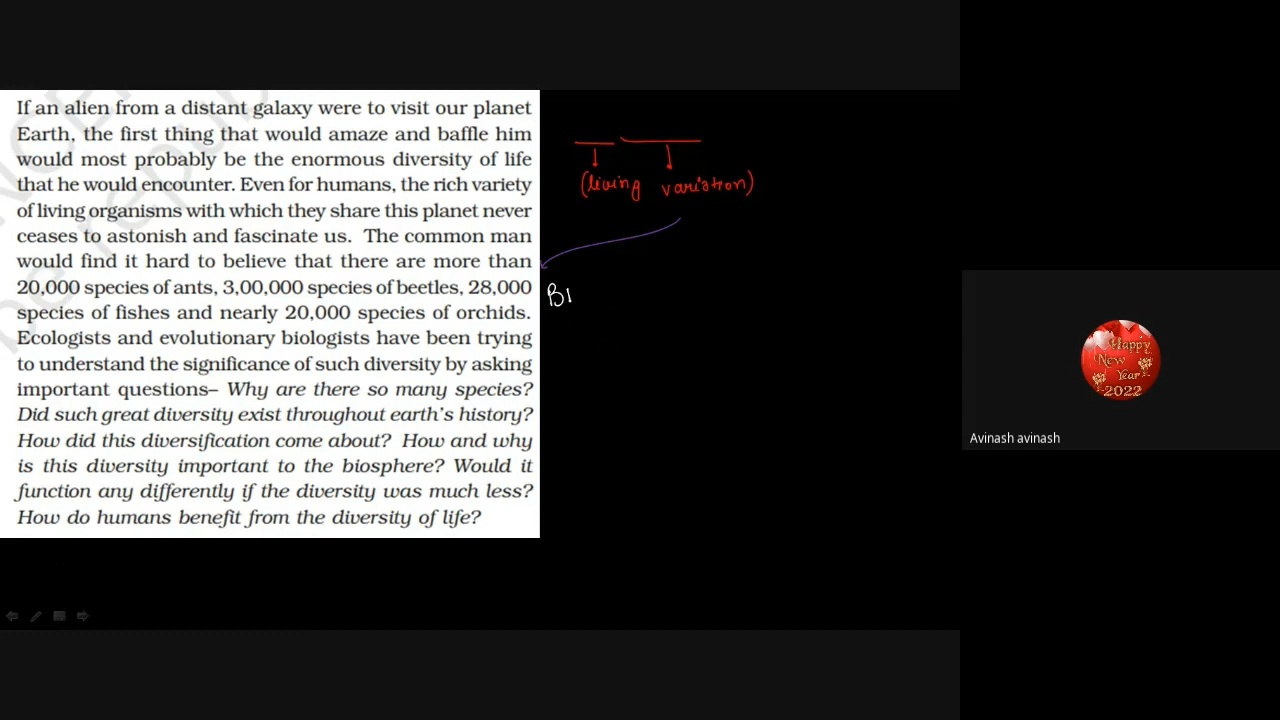 If an alien from a distant galaxy were to visit our planet
Earth, the first thing that would amaze and baffle him
would most probably be the enormous diversity of life
that he would encounter. Even for humans, the rich variety
of living organisms with which they share this planet never
ceases to astonish and fascinate us. The common man
would find it hard to believe that there are more than
20,000 species of ants, 3,00,000 species of beetles, 28,000
species of fishes and nearly 20,000 species of orchids.
Ecologists and evolutionary biologists have been trying
to understand the significance of such diversity by asking
important questions– Why are there so many species?
Did such great diversity exist throughout earth's history?
How did this diversification come about? How and why
is this diversity important to the biosphere? Would it
function any differently if the diversity was much less?
How do humans benefit from the diversity of life?
(living variation)
BI
Happy
New
Year
2022
Avinash avinash